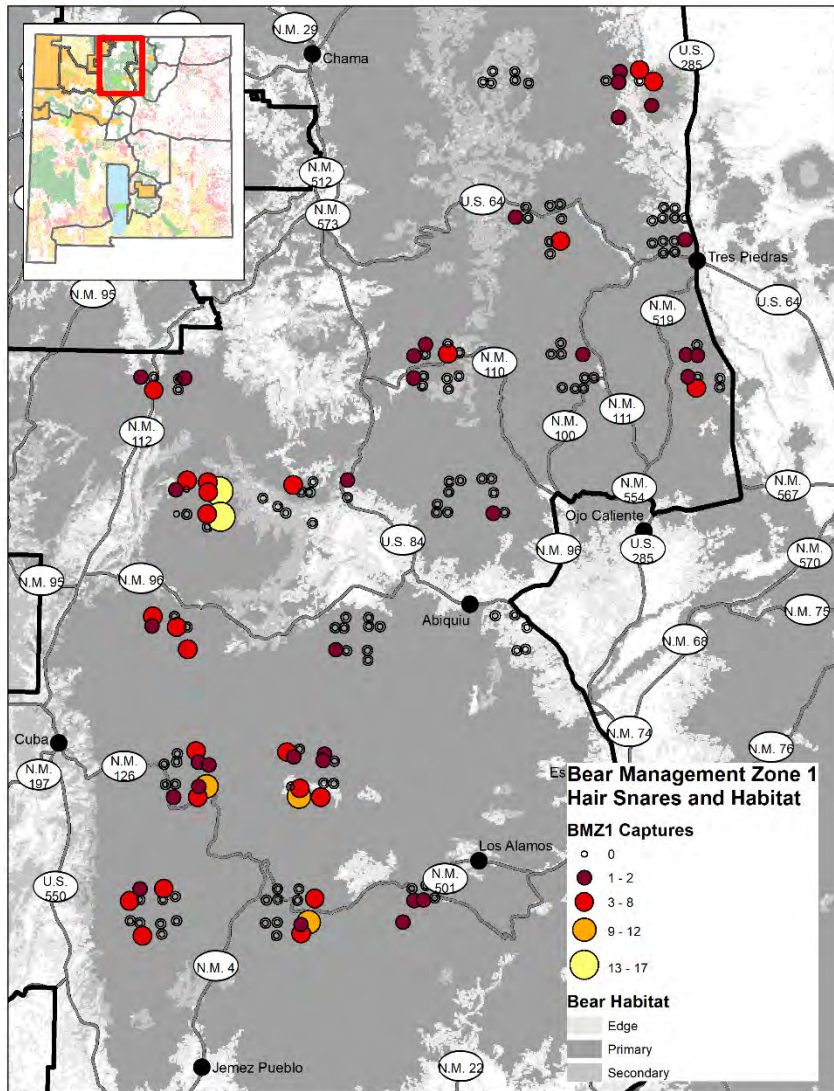 N.M. 29
Chama
U.S.
285
N.M.
512
N.M.
573
U.S. 64
Tres Piedras
N.M. 95
U.S. 64
N.M.
519
N.M.
110
N.M.
112
N.M.
111
N.M.
100
N.M.
554
N.M.
567
Ojo Caliente
U.S. 84
N.M. 96
U.S.
285
N.M.
570
N.M. 95
N.M. 96
Abiquiu
N.M. 75
N.M. 68
Cuba
N.M. 74
N.M. 76
N.M.
197
N.M.
126
Es
Los Alamos
N.M.
501
U.S.
550
N.M. 4
Jemez Pueblo
N.M. 22
Bear Management Zone 1
Hair Snares and Habitat
BMZ1 Captures
0
1 - 2
3 - 8
9 - 12
13 - 17
Bear Habitat
Edge
Primary
Secondary